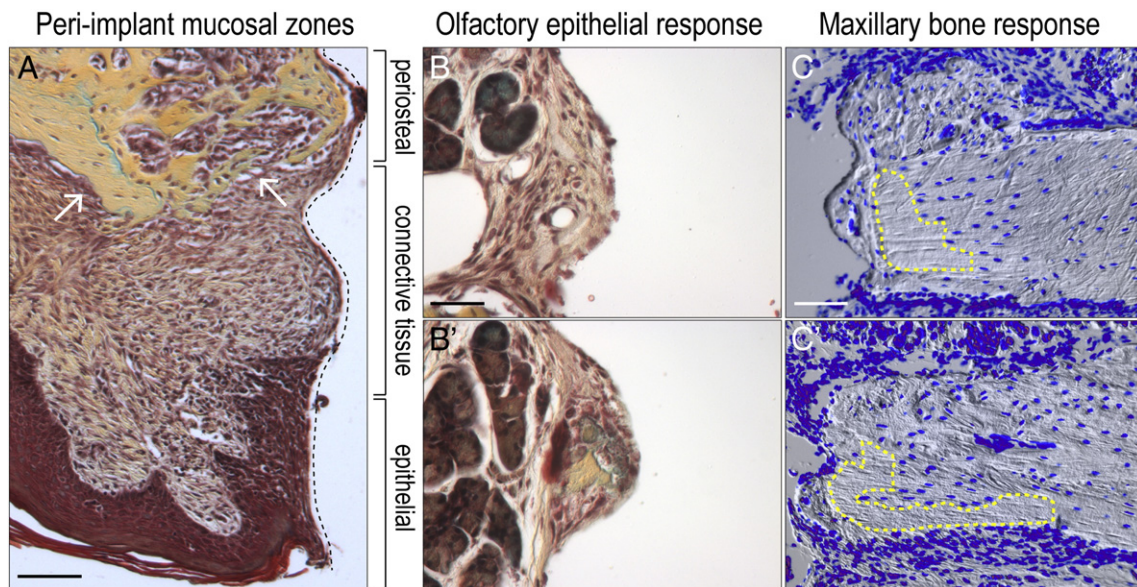 Peri-implant mucosal zones
Olfactory epithelial response
Maxillary bone response
A
periosteal
connective tissue
epithelial
B
B'
C
C'